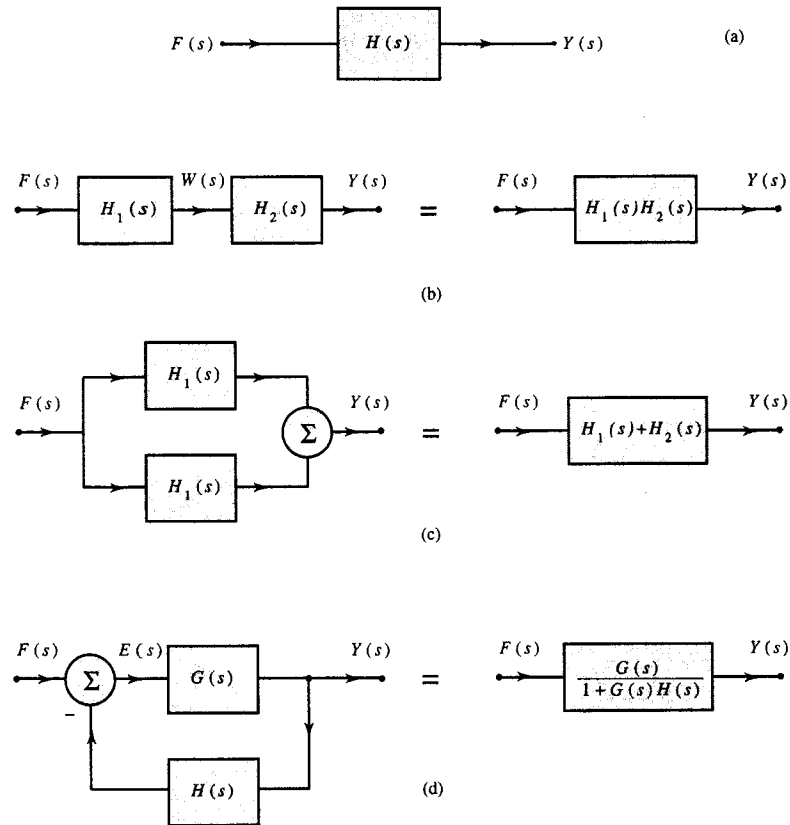 F(s) H(s) Y(s) (a)
F(s) H₁(s) W(s) H₂(s) Y(s) = F(s) H₁(s)H₂(s) Y(s)
(b)
F(s) H₁(s) H₁(s) Σ Y(s) = F(s) H₁(s)+H₂(s) Y(s)
(c)
F(s) Σ − E(s) G(s) Y(s) = F(s) G(s) / 1+G(s)H(s) Y(s)
H(s) (d)